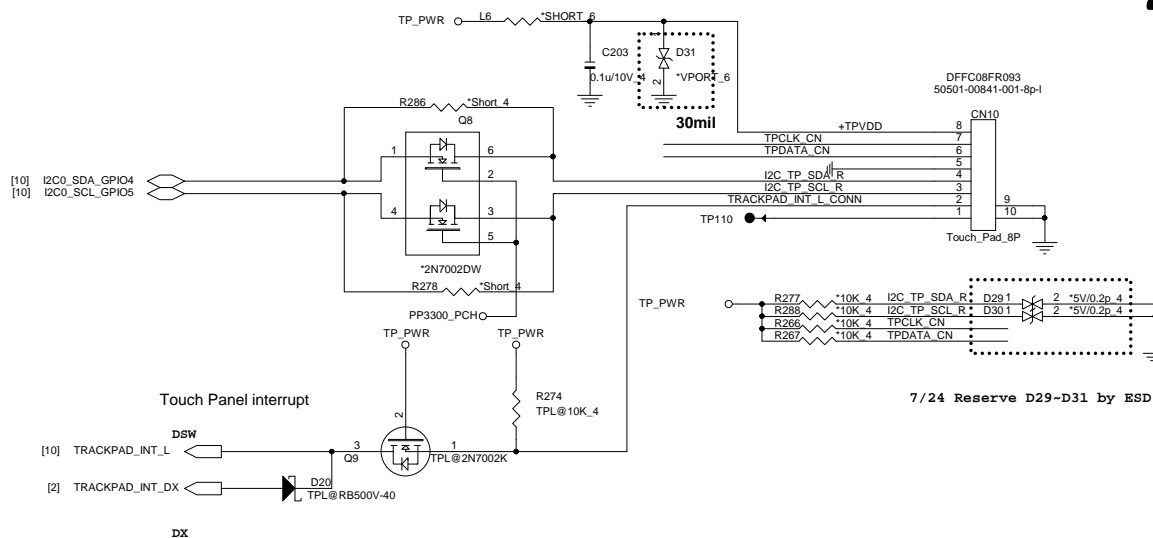 TP_PWR L6 *SHORT_6
C203
0.1u/10V_4
1
D31
2
*VPORT_6
30mil
DFFC08FR093
50501-00841-001-8p-l
CN10
+TPVDD 8
TPCLK_CN 7
TPDATA_CN 6
5
I2C_TP_SDA_R 4
I2C_TP_SCL_R 3
TRACKPAD_INT_L_CONN 2
TP110 1
9
10
Touch_Pad_8P
R286 *Short_4
Q8
1 6
2
4 3
5
*2N7002DW
[10] I2C0_SDA_GPIO4
[10] I2C0_SCL_GPIO5
R278 *Short_4
PP3300_PCH
TP_PWR
R277 *10K_4 I2C_TP_SDA_R D29 1 2 *5V/0.2p_4
R288 *10K_4 I2C_TP_SCL_R D30 1 2 *5V/0.2p_4
R266 *10K_4 TPCLK_CN
R267 *10K_4 TPDATA_CN
7/24 Reserve D29~D31 by ESD
TP_PWR TP_PWR
R274
TPL@10K_4
Touch Panel interrupt
DSW
[10] TRACKPAD_INT_L
3 2 1
Q9 TPL@2N7002K
[2] TRACKPAD_INT_DX
D20
TPL@RB500V-40
DX